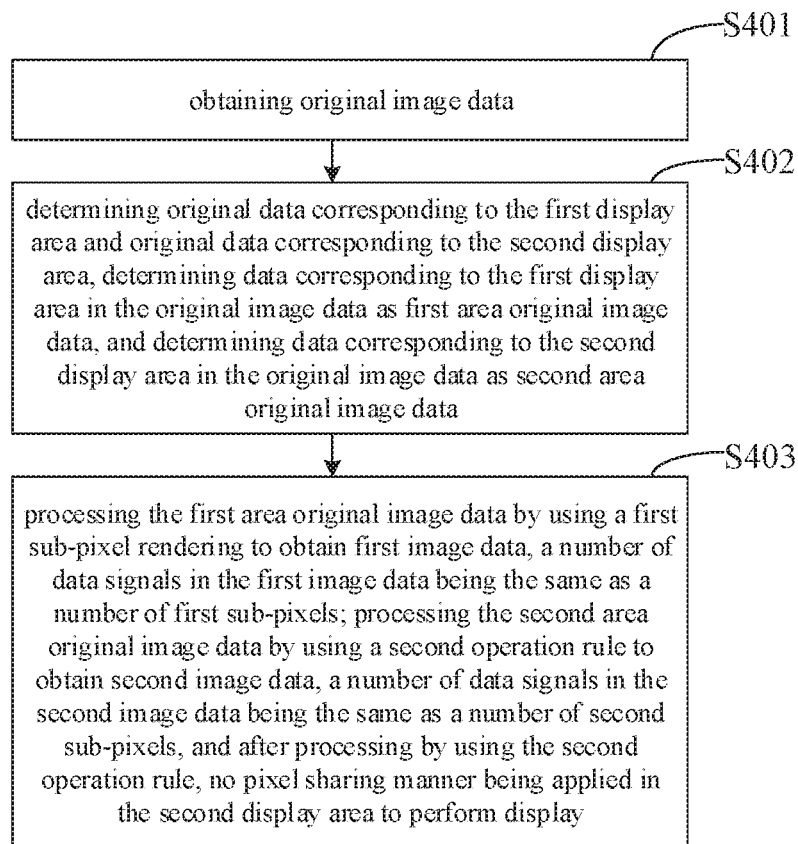 S401
obtaining original image data
S402
determining original data corresponding to the first display
area and original data corresponding to the second display
area, determining data corresponding to the first display
area in the original image data as first area original image
data, and determining data corresponding to the second
display area in the original image data as second area
original image data
S403
processing the first area original image data by using a first
sub-pixel rendering to obtain first image data, a number of
data signals in the first image data being the same as a
number of first sub-pixels; processing the second area
original image data by using a second operation rule to
obtain second image data, a number of data signals in the
second image data being the same as a number of second
sub-pixels, and after processing by using the second
operation rule, no pixel sharing manner being applied in
the second display area to perform display